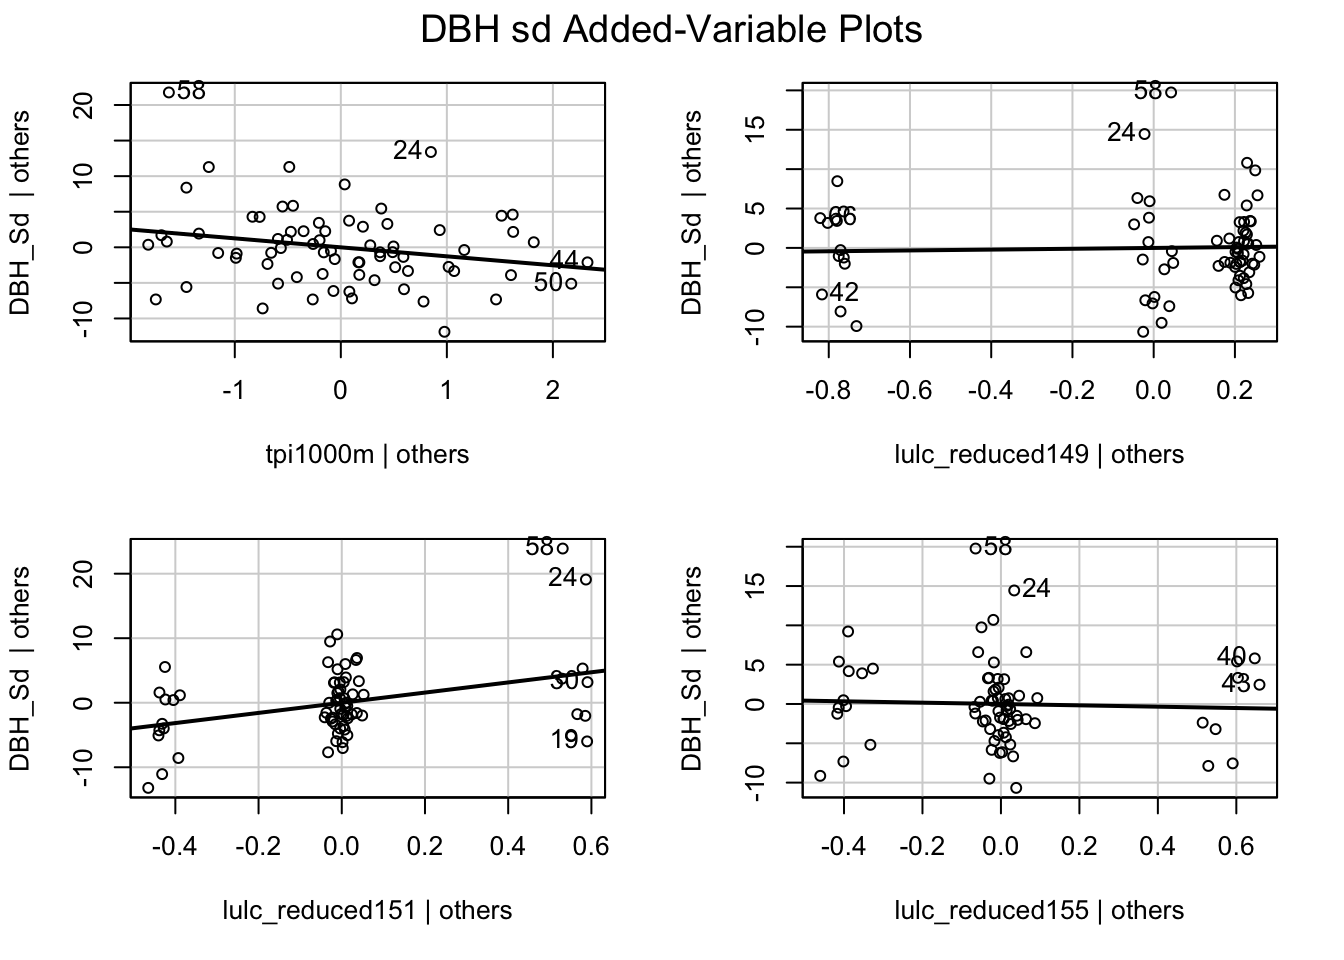 DBH sd Added-Variable Plots
DBH_Sd | others
20
10
0
-10
58
24
44
50
-1 0 1 2
tpi1000m | others
DBH_Sd | others
15
5
0
-10
58
24
42
-0.8 -0.6 -0.4 -0.2 0.0 0.2
lulc_reduced149 | others
DBH_Sd | others
20
10
0
-10
58
24
19
-0.4 -0.2 0.0 0.2 0.4 0.6
lulc_reduced151 | others
DBH_Sd | others
15
5
0
-10
58
24
40
43
-0.4 -0.2 0.0 0.2 0.4 0.6
lulc_reduced155 | others